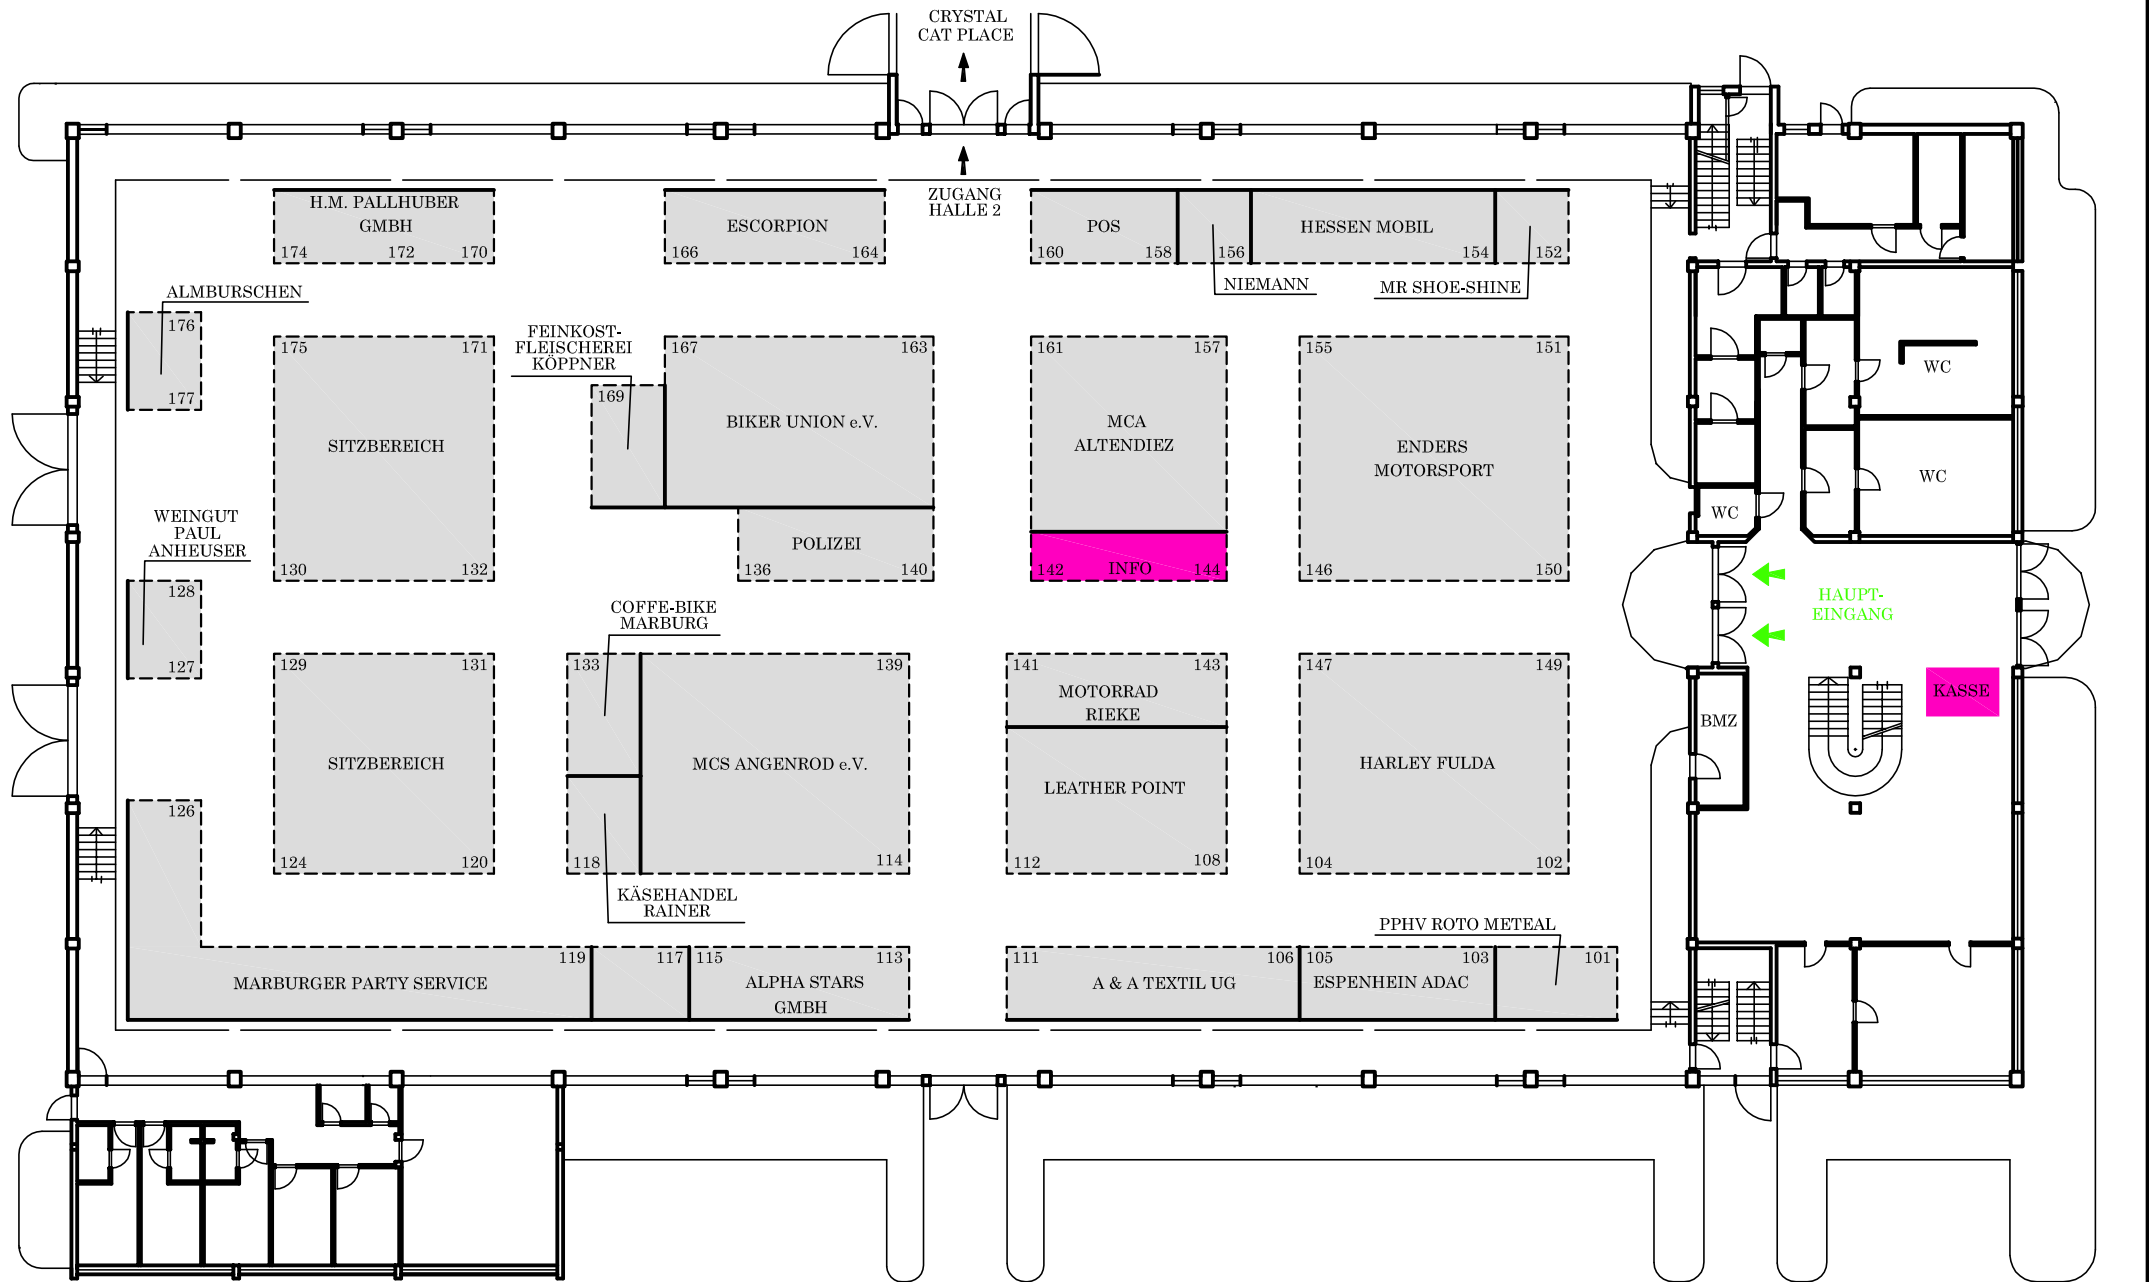 CRYSTAL
CAT PLACE
ZUGANG
HALLE 2
H.M. PALLHUBER
GMBH
174 172 170
ESCORPION
166 164
POS
160 158
156
HESSEN MOBIL
154
152
NIEMANN
MR SHOE-SHINE
ALMBURSCHEN
176
177
175 171
SITZBEREICH
130 132
FEINKOST-
FLEISCHEREI
KÖPPNER
169
167 163
BIKER UNION e.V.
POLIZEI
136 140
161 157
MCA
ALTENDIEZ
142 INFO 144
155 151
ENDERS
MOTORSPORT
146 150
WC
WC
WC
WEINGUT
PAUL
ANHEUSER
128
127
HAUPT-
EINGANG
COFFE-BIKE
MARBURG
129 131
SITZBEREICH
124 120
133
118
139
MCS ANGENROD e.V.
114
141 143
MOTORRAD
RIEKE
LEATHER POINT
112 108
147 149
HARLEY FULDA
104 102
KASSE
BMZ
KÄSEHANDEL
RAINER
PPHV ROTO METEAL
126
119
MARBURGER PARTY SERVICE
117
115 113
ALPHA STARS
GMBH
111 106
A & A TEXTIL UG
105 103
ESPENHEIN ADAC
101